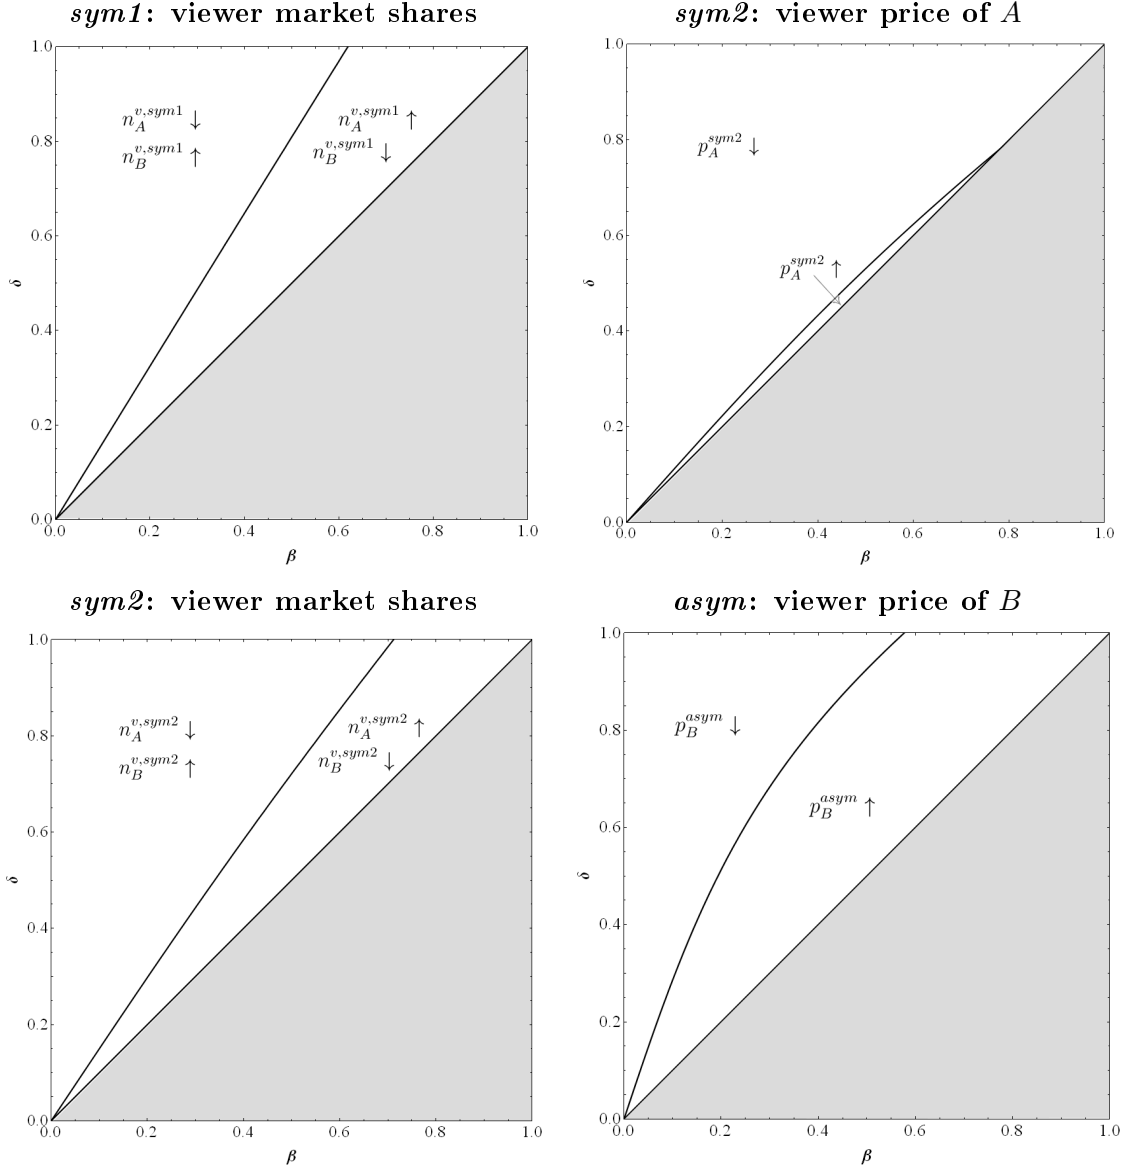 sym1: viewer market shares
1.0
0.8
0.6
0.4
0.2
0.0
δ
n_A^{v,sym1} ↓
n_B^{v,sym1} ↑
n_A^{v,sym1} ↑
n_B^{v,sym1} ↓
0.0 0.2 0.4 0.6 0.8 1.0
β
sym2: viewer price of A
1.0
0.8
0.6
0.4
0.2
0.0
δ
p_A^{sym2} ↓
p_A^{sym2} ↑
0.0 0.2 0.4 0.6 0.8 1.0
β
sym2: viewer market shares
1.0
0.8
0.6
0.4
0.2
0.0
δ
n_A^{v,sym2} ↓
n_B^{v,sym2} ↑
n_A^{v,sym2} ↑
n_B^{v,sym2} ↓
0.0 0.2 0.4 0.6 0.8 1.0
β
asym: viewer price of B
1.0
0.8
0.6
0.4
0.2
0.0
δ
p_B^{asym} ↓
p_B^{asym} ↑
0.0 0.2 0.4 0.6 0.8 1.0
β